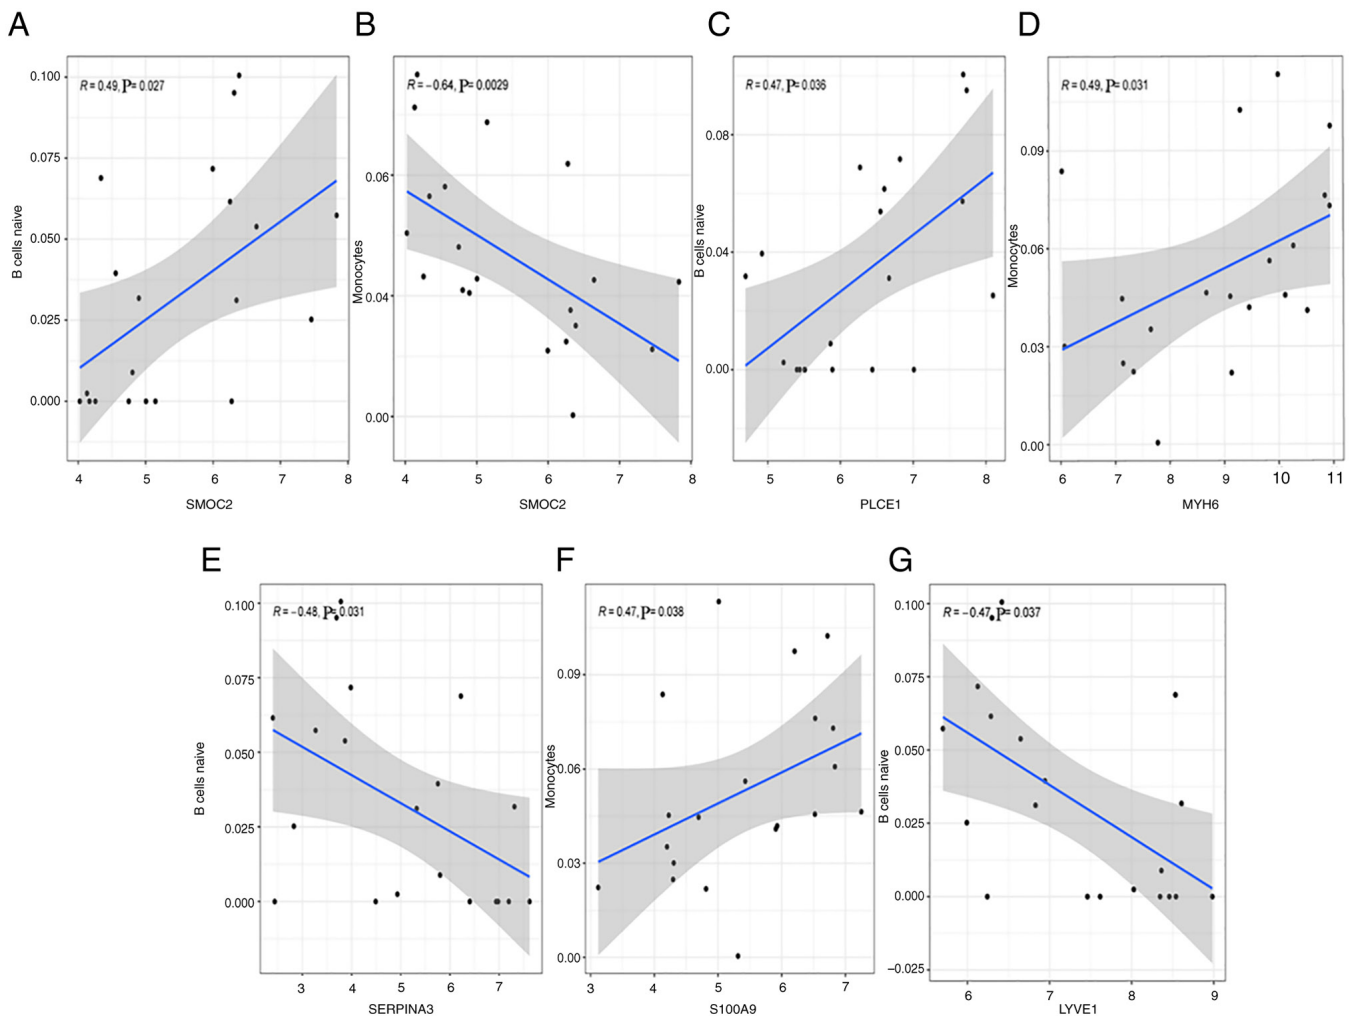 A
B
C
D
R = 0.49, P= 0.027
R = −0.64, P= 0.0029
R = 0.47, P= 0.036
R = 0.49, P= 0.031
0.100
0.075
0.050
0.025
0.000
B cells naive
4 5 6 7 8
SMOC2
0.06
0.04
0.00
Monocytes
4 5 6 7 8
SMOC2
0.08
0.04
0.00
B cells naive
5 6 7 8
PLCE1
0.09
0.06
0.03
0.00
Monocytes
6 7 8 9 10 11
MYH6
E
F
G
R = −0.48, P= 0.031
R = 0.47, P= 0.038
R = −0.47, P= 0.037
0.100
0.075
0.050
0.025
0.000
B cells naive
3 4 5 6 7
SERPINA3
0.09
0.06
0.03
0.00
Monocytes
3 4 5 6 7
S100A9
0.100
0.075
0.050
0.025
0.000
−0.025
B cells naive
6 7 8 9
LYVE1